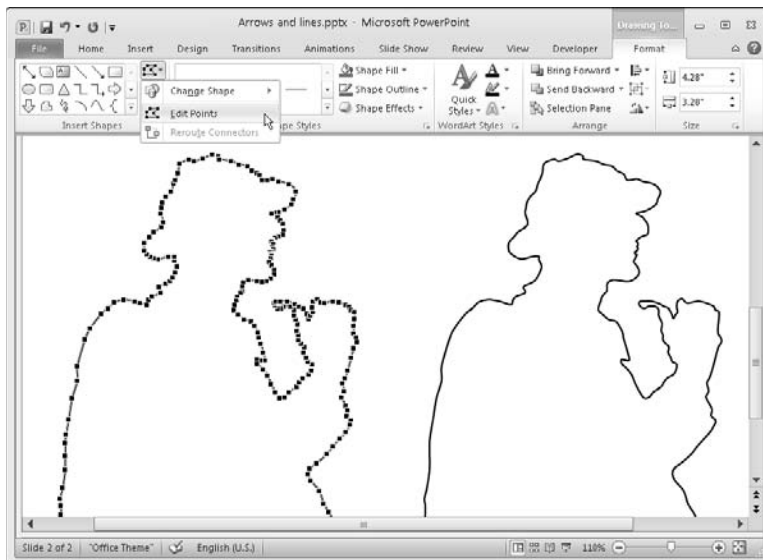 Arrows and lines.pptx - Microsoft PowerPoint
Drawing To...
File Home Insert Design Transitions Animations Slide Show Review View Developer Format
Change Shape
Edit Points
Reroute Connectors
Shape Fill
Shape Outline
Shape Effects
Quick Styles
Bring Forward
Send Backward
Selection Pane
4.28"
3.28"
Insert Shapes
pe Styles
WordArt Styles
Arrange
Size
Slide 2 of 2
"Office Theme"
English (U.S.)
110%